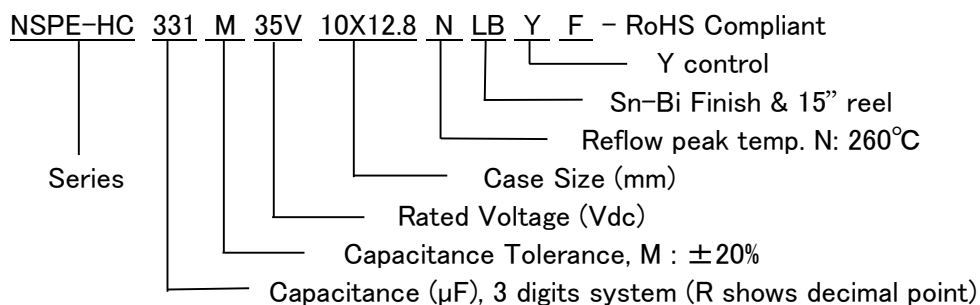 NSPE-HC 331 M 35V 10X12.8 N LB Y F - RoHS Compliant
Y control
Sn-Bi Finish & 15” reel
Reflow peak temp. N: 260℃
Series
Case Size (mm)
Rated Voltage (Vdc)
Capacitance Tolerance, M : ±20%
Capacitance (μF), 3 digits system (R shows decimal point)